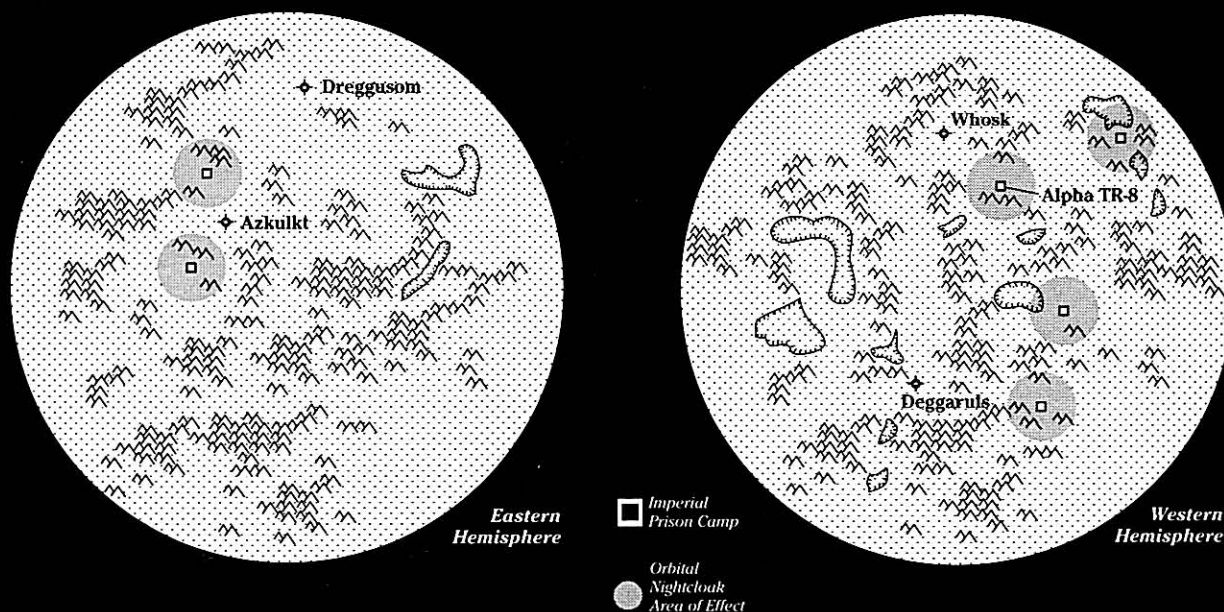 Dreggusom
Azkulkt
Eastern
Hemisphere
Whosk
Alpha TR-8
Deggaruls
Western
Hemisphere
Imperial
Prison Camp
Orbital
Nightcloak
Area of Effect